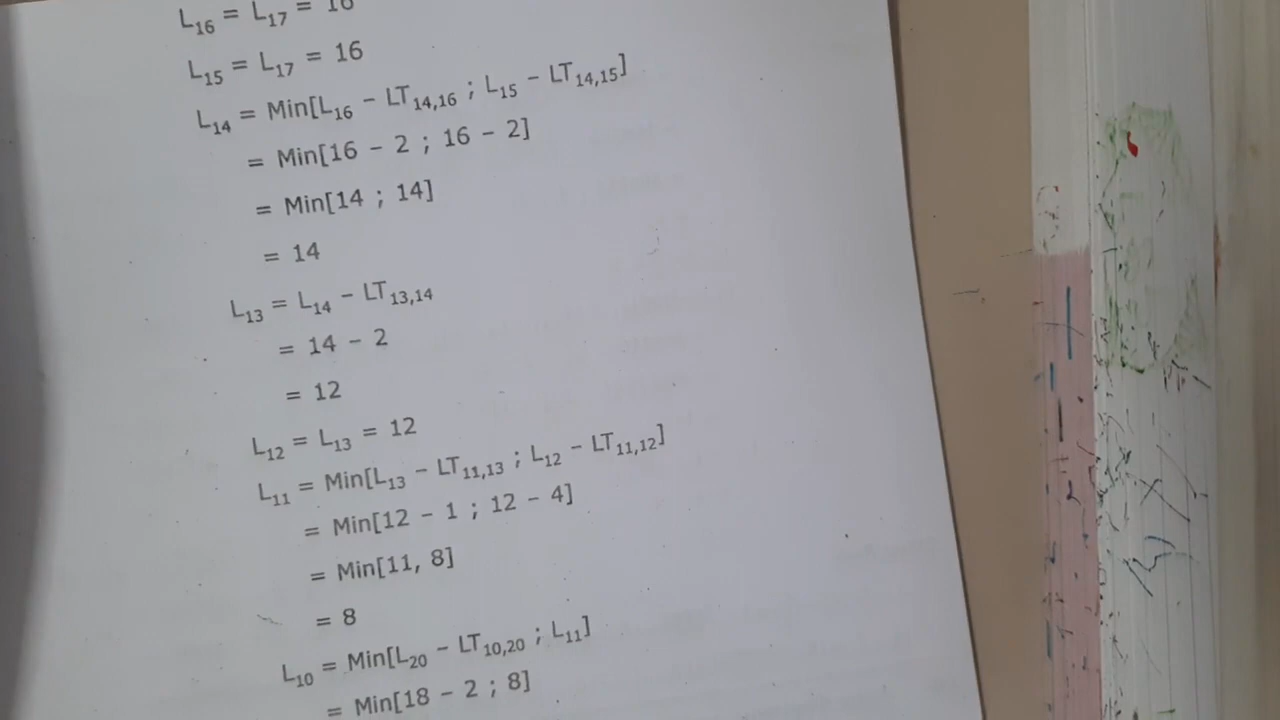 L₁₆ = L₁₇ = 16
L₁₅ = L₁₇ = 16
L₁₄ = Min[L₁₆ − LT₁₄,₁₆ ; L₁₅ − LT₁₄,₁₅]
= Min[16 − 2 ; 16 − 2]
= Min[14 ; 14]
= 14
L₁₃ = L₁₄ − LT₁₃,₁₄
= 14 − 2
= 12
L₁₂ = L₁₃ = 12
L₁₁ = Min[L₁₃ − LT₁₁,₁₃ ; L₁₂ − LT₁₁,₁₂]
= Min[12 − 1 ; 12 − 4]
= Min[11, 8]
= 8
L₁₀ = Min[L₂₀ − LT₁₀,₂₀ ; L₁₁]
= Min[18 − 2 ; 8]